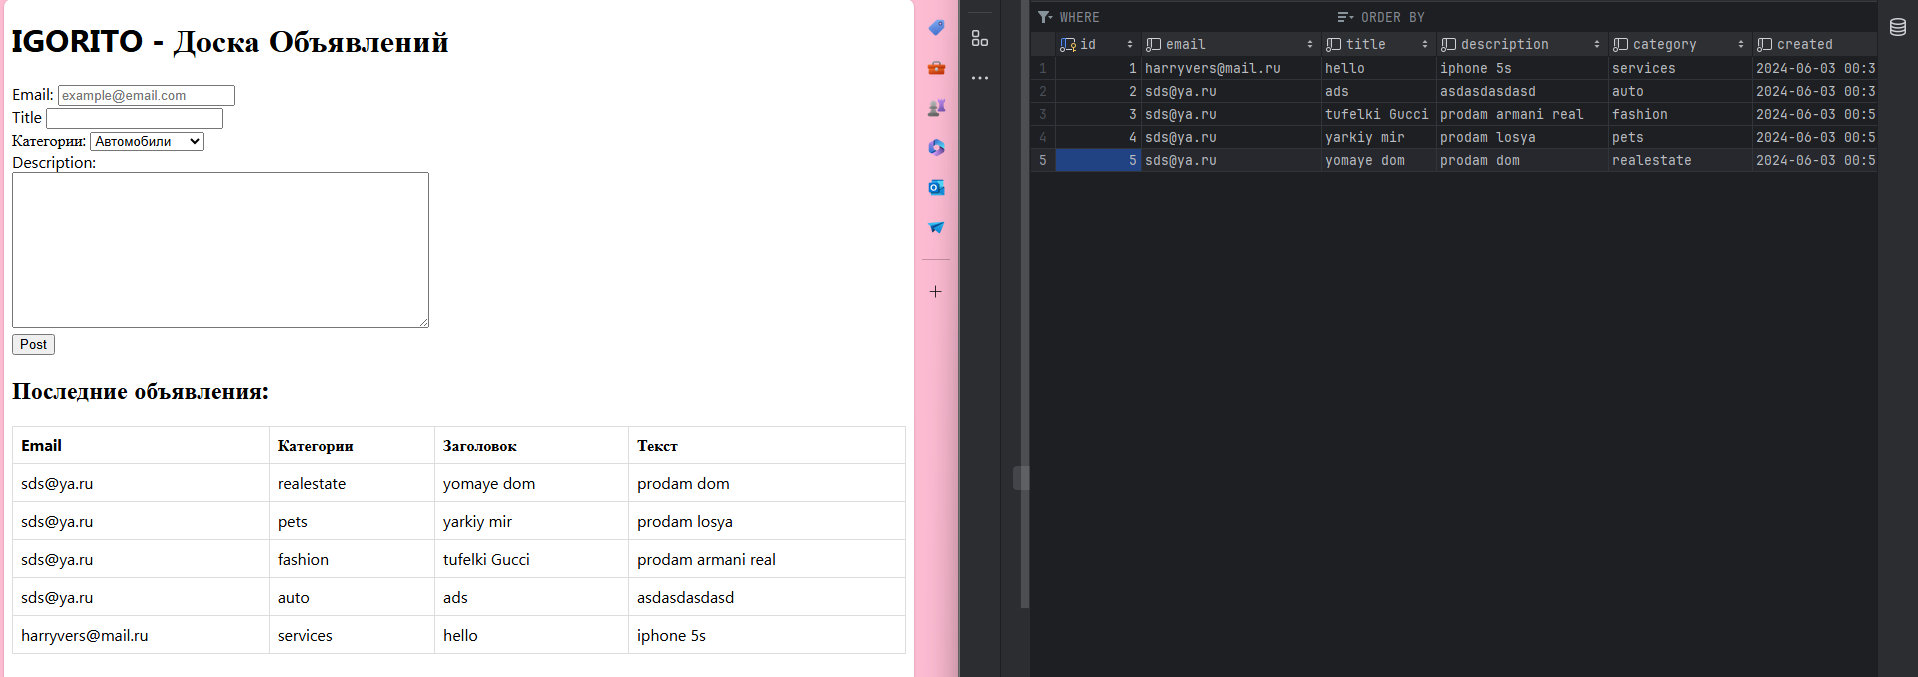 IGORITO - Доска Объявлений
Email: example@email.com
Title
Категории: Автомобили
Description:
Post
Последние объявления:
Email Категории Заголовок Текст
sds@ya.ru realestate yomaye dom prodam dom
sds@ya.ru pets yarkiy mir prodam losya
sds@ya.ru fashion tufelki Gucci prodam armani real
sds@ya.ru auto ads asdasdasdasd
harryvers@mail.ru services hello iphone 5s
WHERE ORDER BY
id email title description category created
1 1 harryvers@mail.ru hello iphone 5s services 2024-06-03 00:3
2 2 sds@ya.ru ads asdasdasdasd auto 2024-06-03 00:3
3 3 sds@ya.ru tufelki Gucci prodam armani real fashion 2024-06-03 00:5
4 4 sds@ya.ru yarkiy mir prodam losya pets 2024-06-03 00:5
5 5 sds@ya.ru yomaye dom prodam dom realestate 2024-06-03 00:5